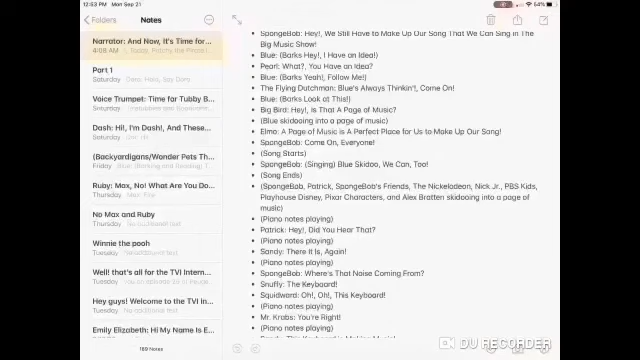 12:53 PM Mon Sep 21
54%
Folders
Notes
Narrator: And Now, It's Time for...
4:08 AM
Part 1
Saturday
Voice Trumpet: Time for Tubby B...
Saturday
Dash: Hi!, I'm Dash!, And These...
Saturday
(Backyardigans/Wonder Pets Th...
Friday
Ruby: Max, No! What Are You Do...
Thursday
No Max and Ruby
Thursday
Winnie the pooh
Tuesday
Well! that's all for the TVI Intern...
Tuesday
Hey guys! Welcome to the TVI In...
Tuesday
Emily Elizabeth: Hi My Name Is E...
189 Notes
• SpongeBob: Hey!, We Still Have to Make Up Our Song That We Can Sing in The
Big Music Show!
• Blue: (Barks Hey!, I Have an Idea!)
• Pearl: What?, You Have an Idea?
• Blue: (Barks Yeah!, Follow Me!)
• The Flying Dutchman: Blue's Always Thinkin'!, Come On!
• Blue: (Barks Look at This!)
• Big Bird: Hey!, Is That A Page of Music?
• (Blue skidooing into a page of music)
• Elmo: A Page of Music is A Perfect Place for Us to Make Up Our Song!
• SpongeBob: Come On, Everyone!
• (Song Starts)
• SpongeBob: (Singing) Blue Skidoo, We Can, Too!
• (Song Ends)
• (SpongeBob, Patrick, SpongeBob's Friends, The Nickelodeon, Nick Jr., PBS Kids,
Playhouse Disney, Pixar Characters, and Alex Bratten skidooing into a page of
music)
• (Piano notes playing)
• Patrick: Hey!, Did You Hear That?
• (Piano notes playing)
• Sandy: There It Is, Again!
• (Piano notes playing)
• SpongeBob: Where's That Noise Coming From?
• Snuffy: The Keyboard!
• Squidward: Oh!, Oh!, This Keyboard!
• (Piano notes playing)
• Mr. Krabs: You're Right!
• (Piano notes playing)
DU RECORDER